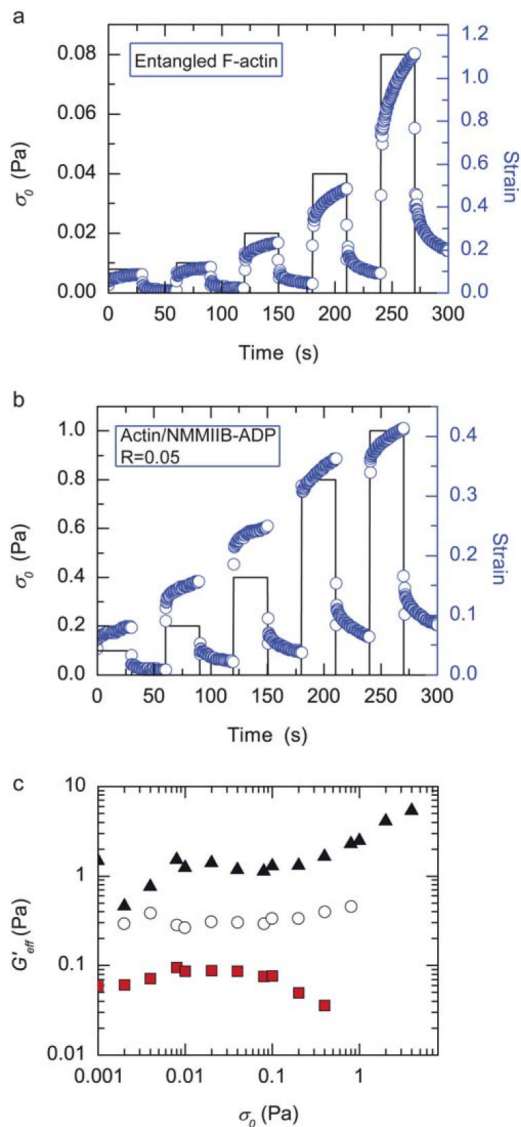 a
Entangled F-actin
0.08
0.06
0.04
0.02
0.00
σ0 (Pa)
1.2
1.0
0.8
0.6
0.4
0.2
0.0
Strain
0 50 100 150 200 250 300
Time (s)
b
Actin/NMMIIB-ADP
R=0.05
1.0
0.8
0.6
0.4
0.2
0.0
σ0 (Pa)
0.4
0.3
0.2
0.1
0.0
Strain
0 50 100 150 200 250 300
Time (s)
c
10
1
0.1
0.01
G'eff (Pa)
0.001 0.01 0.1 1
σ0 (Pa)